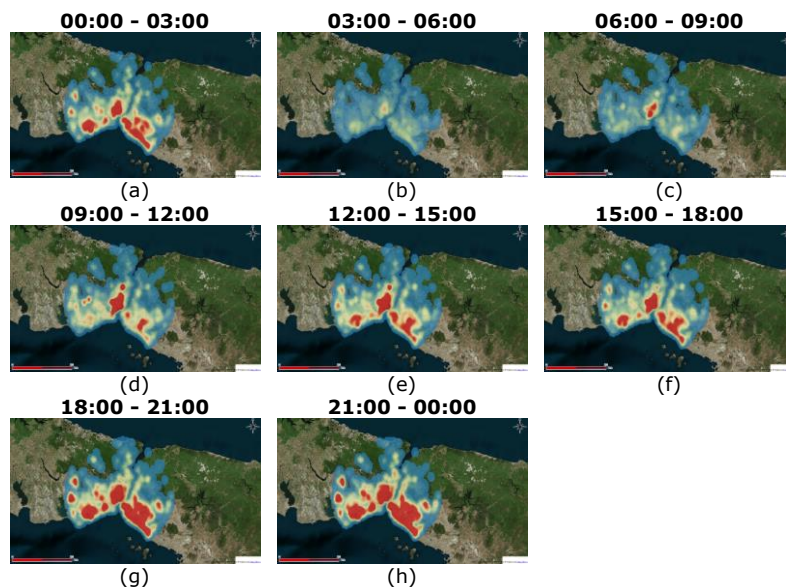 00:00 - 03:00
03:00 - 06:00
06:00 - 09:00
(a)
(b)
(c)
09:00 - 12:00
12:00 - 15:00
15:00 - 18:00
(d)
(e)
(f)
18:00 - 21:00
21:00 - 00:00
(g)
(h)